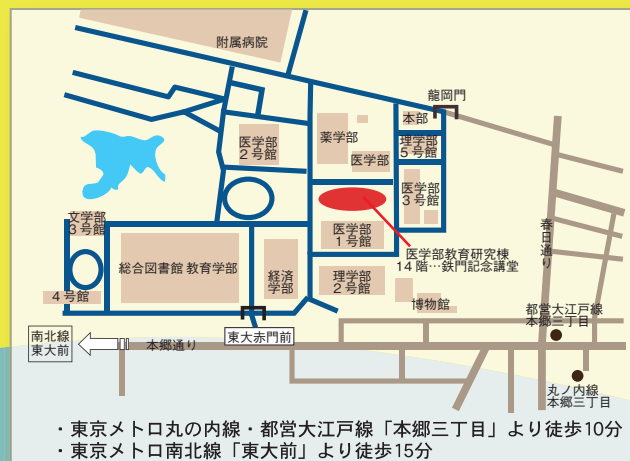 附属病院
龍岡門
本部
薬学部
医学部
2号館
医学部
理学部
5号館
医学部
3号館
文学部
3号館
医学部
1号館
春日通り
医学部教育研究棟
14階…鉄門記念講堂
総合図書館 教育学部
経済
学部
理学部
2号館
4号館
博物館
都営大江戸線
本郷三丁目
南北線
東大前
本郷通り
東大赤門前
丸ノ内線
本郷三丁目
・東京メトロ丸の内線・都営大江戸線「本郷三丁目」より徒歩10分
・東京メトロ南北線「東大前」より徒歩15分